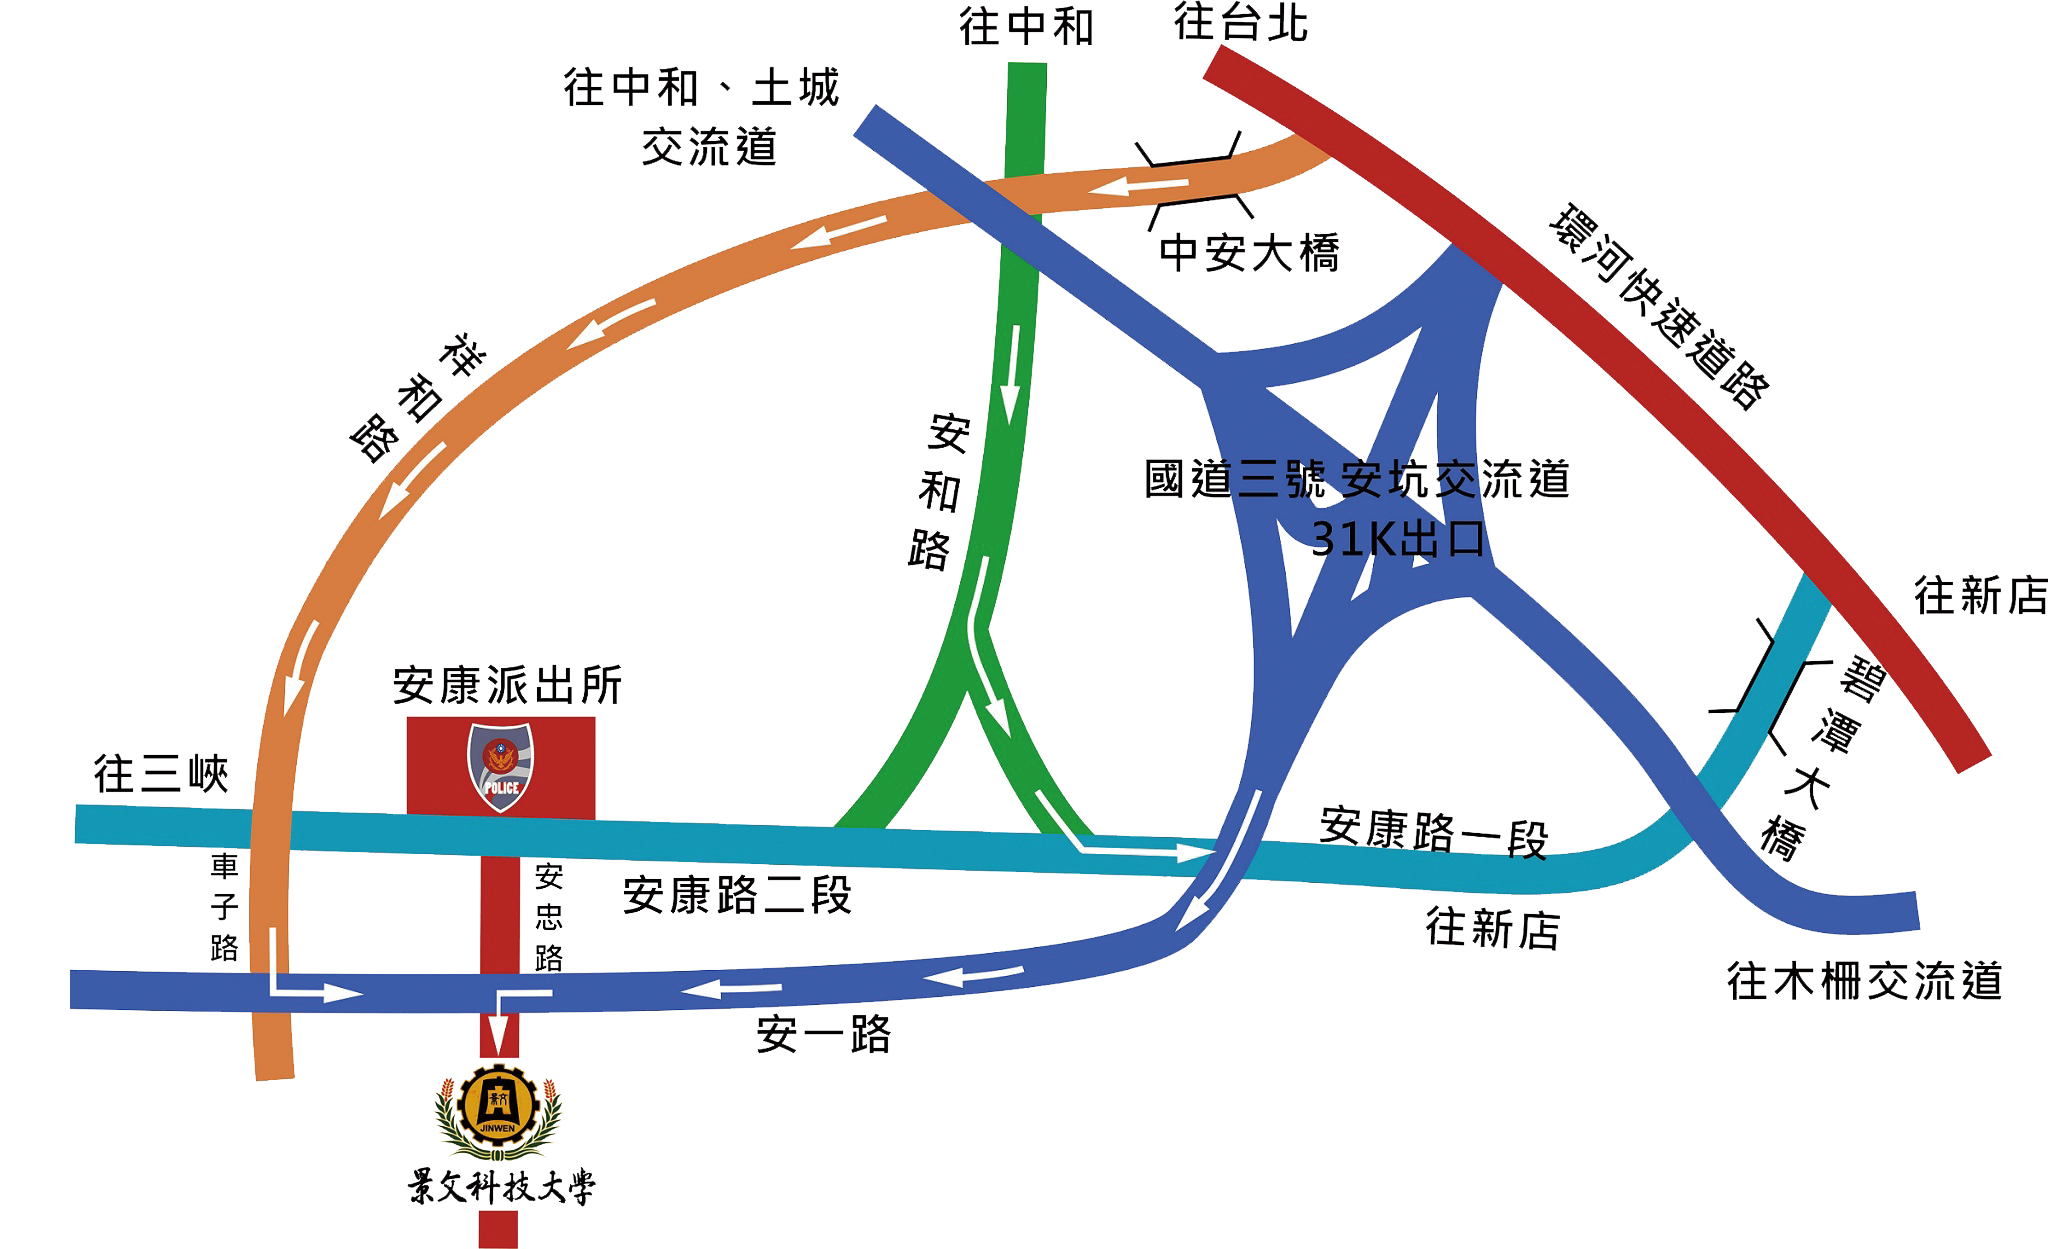 往中和
往台北
往中和、土城
交流道
中安大橋
環河快速道路
祥和路
安和路
國道三號 安坑交流道
31K出口
往新店
碧潭大橋
安康派出所
POLICE
往三峽
安康路一段
車子路
安忠路
安康路二段
往新店
往木柵交流道
安一路
景文
JINWEN
景文科技大學